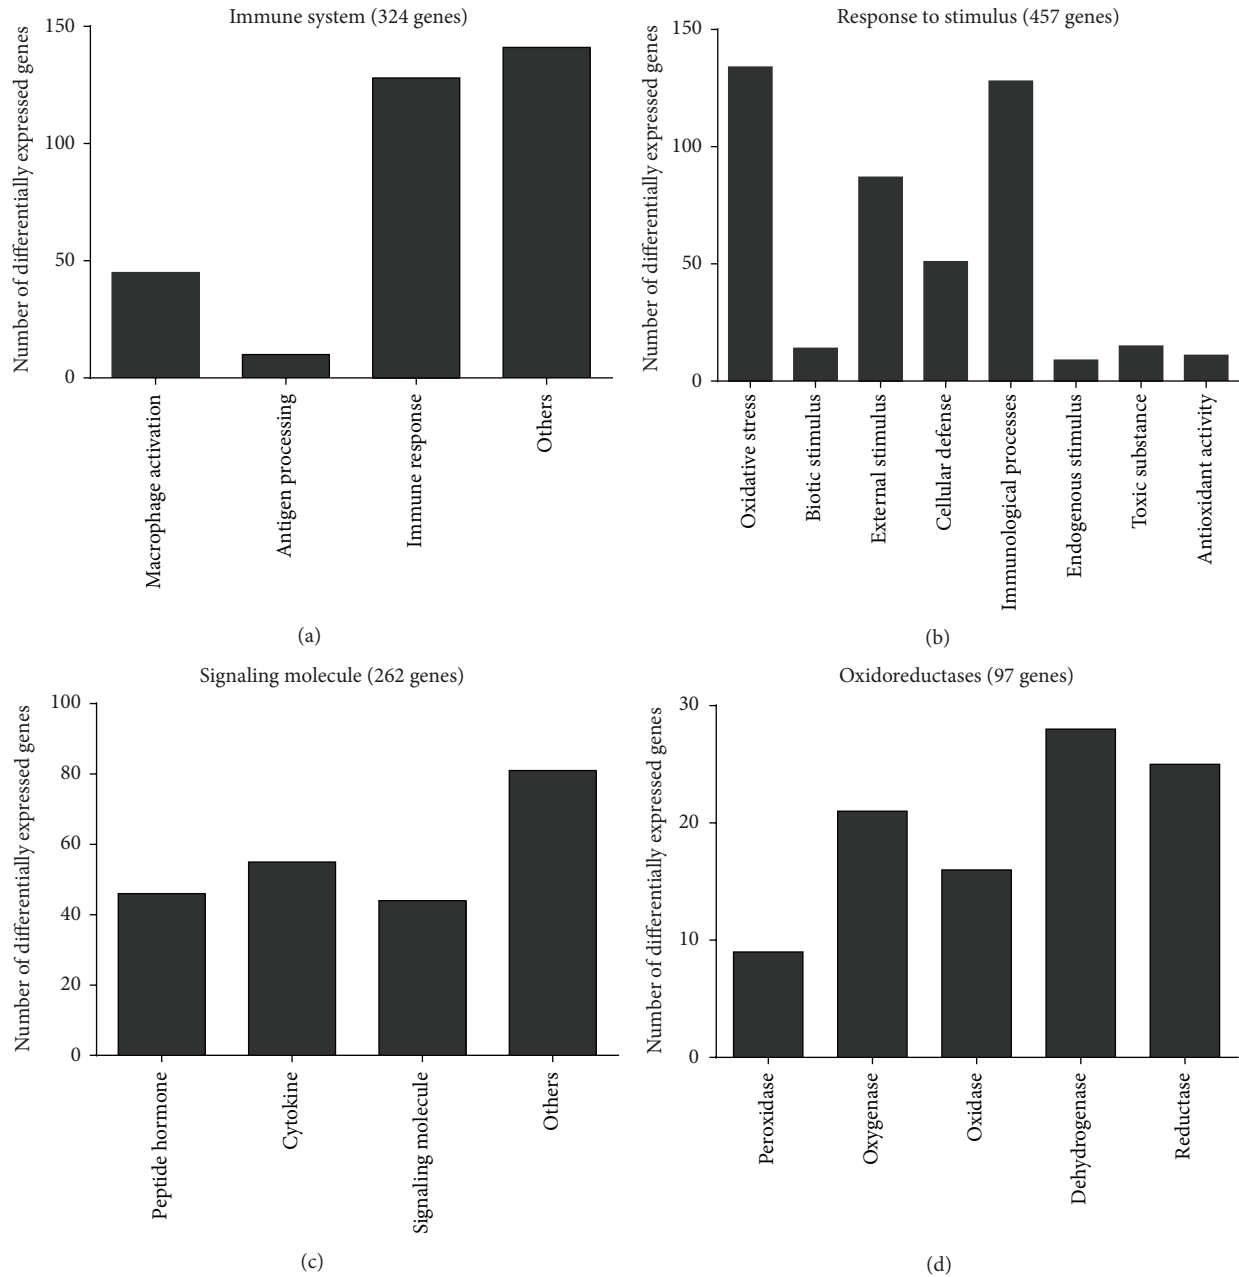 Immune system (324 genes)
Number of differentially expressed genes
150
100
50
0
Macrophage activation
Antigen processing
Immune response
Others
(a)
Response to stimulus (457 genes)
Number of differentially expressed genes
150
100
50
0
Oxidative stress
Biotic stimulus
External stimulus
Cellular defense
Immunological processes
Endogenous stimulus
Toxic substance
Antioxidant activity
(b)
Signaling molecule (262 genes)
Number of differentially expressed genes
100
80
60
40
20
0
Peptide hormone
Cytokine
Signaling molecule
Others
(c)
Oxidoreductases (97 genes)
Number of differentially expressed genes
30
20
10
0
Peroxidase
Oxygenase
Oxidase
Dehydrogenase
Reductase
(d)